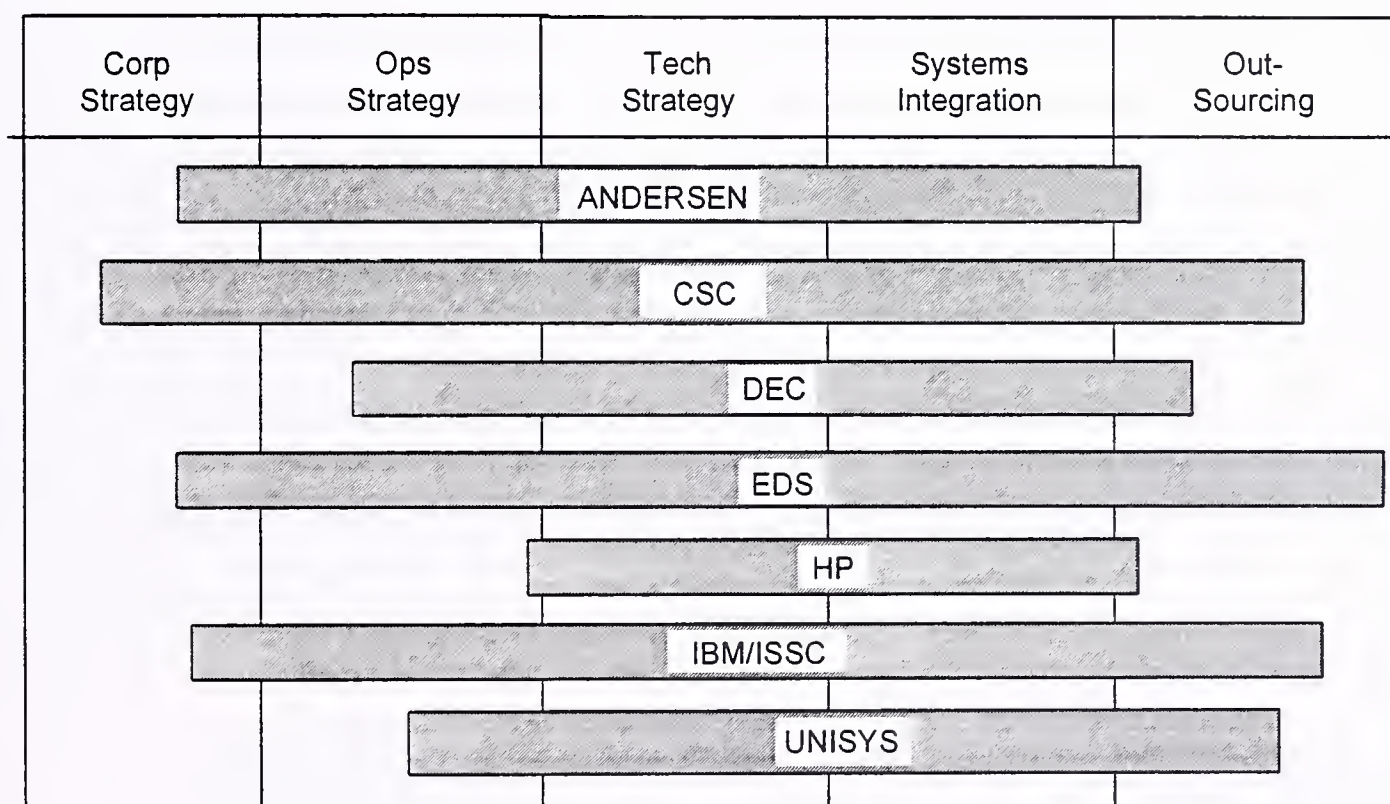 Corp
Strategy
Ops
Strategy
Tech
Strategy
Systems
Integration
Out-
Sourcing
ANDERSEN
CSC
DEC
EDS
HP
IBM/ISSC
UNISYS